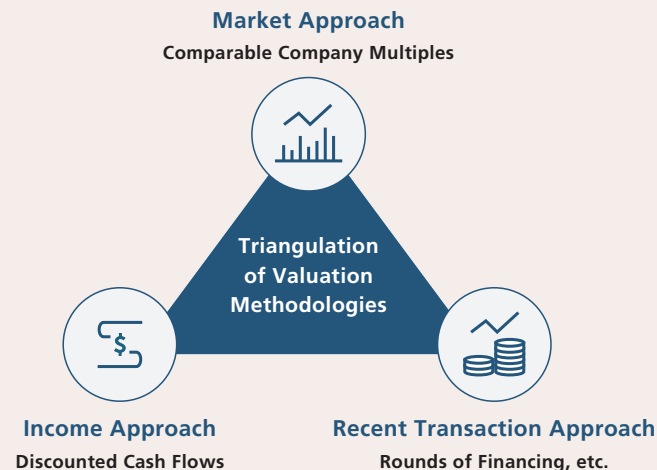 Market Approach
Comparable Company Multiples
Triangulation
of Valuation
Methodologies
$
Income Approach
Discounted Cash Flows
Recent Transaction Approach
Rounds of Financing, etc.